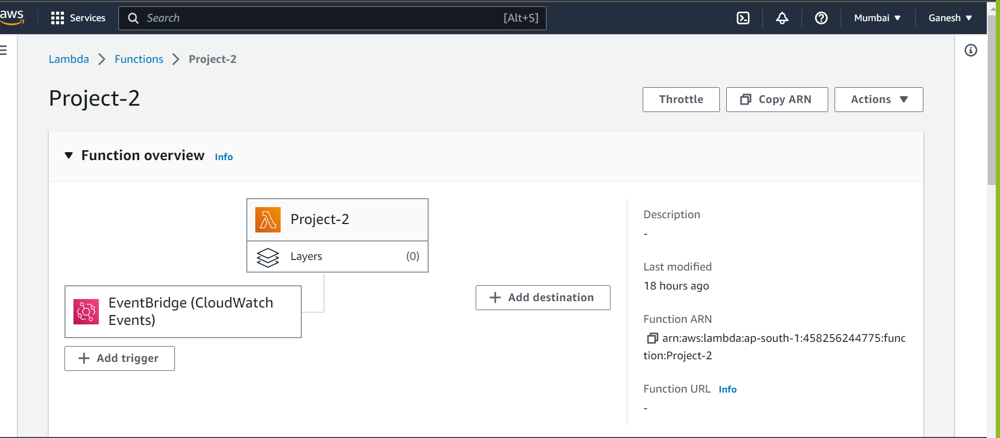 aws
Services
Search
[Alt+S]
Mumbai
Ganesh
Lambda
Functions
Project-2
Project-2
Throttle
Copy ARN
Actions
Function overview
Info
Project-2
Layers
(0)
EventBridge (CloudWatch
Events)
Add trigger
Add destination
Description
-
Last modified
18 hours ago
Function ARN
arn:aws:lambda:ap-south-1:458256244775:func
tion:Project-2
Function URL
Info
-